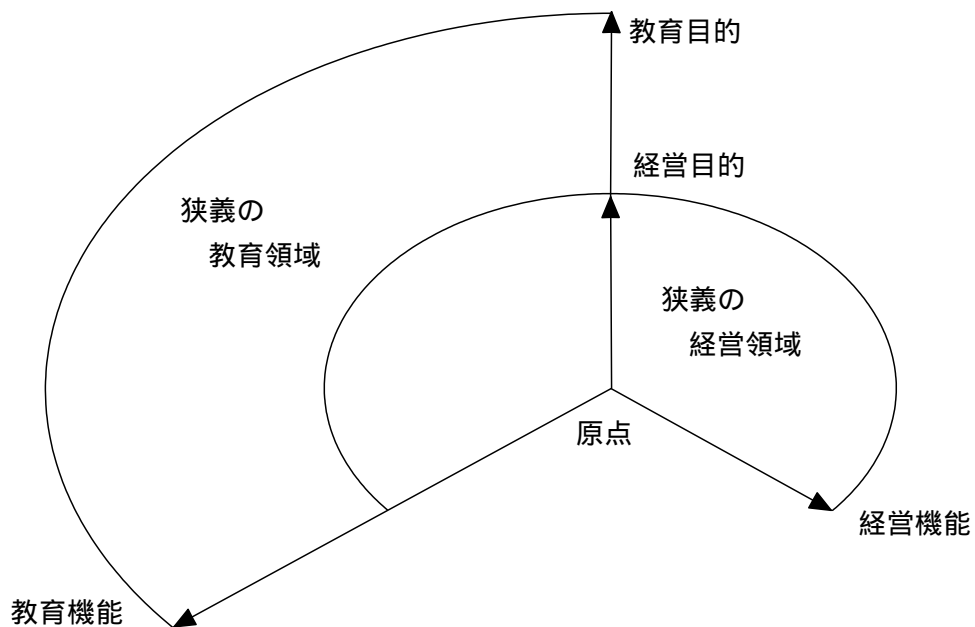 教育目的
経営目的
狭義の
教育領域
狭義の
経営領域
原点
経営機能
教育機能